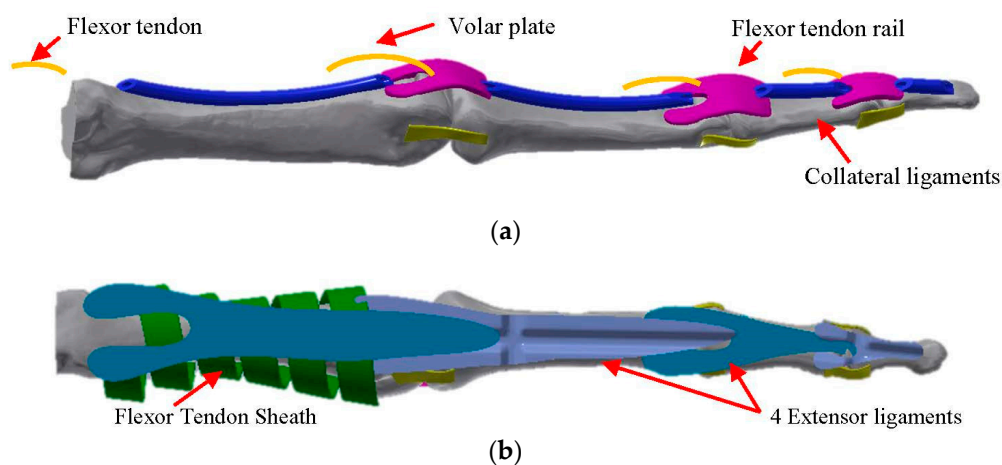 Flexor tendon
Volar plate
Flexor tendon rail
Collateral ligaments
(a)
Flexor Tendon Sheath
4 Extensor ligaments
(b)